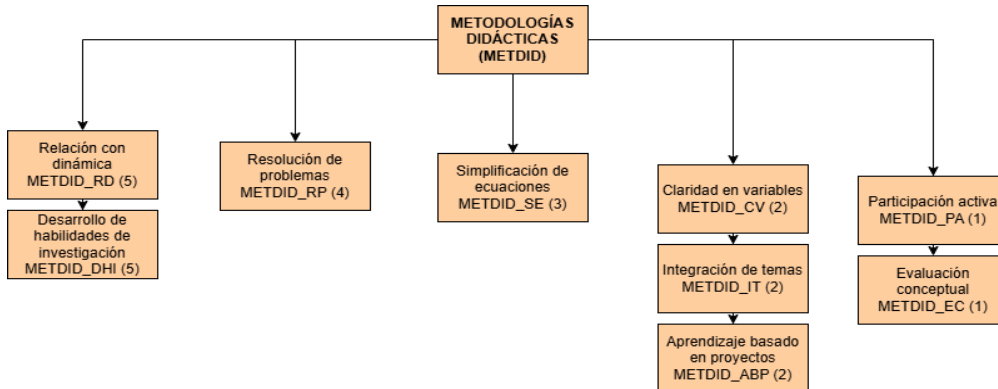 METODOLOGÍAS
DIDÁCTICAS
(METDID)
Relación con
dinámica
METDID_RD (5)
Desarrollo de
habilidades de
investigación
METDID_DHI (5)
Resolución de
problemas
METDID_RP (4)
Simplificación de
ecuaciones
METDID_SE (3)
Claridad en variables
METDID_CV (2)
Integración de temas
METDID_IT (2)
Aprendizaje basado
en proyectos
METDID_ABP (2)
Participación activa
METDID_PA (1)
Evaluación
conceptual
METDID_EC (1)